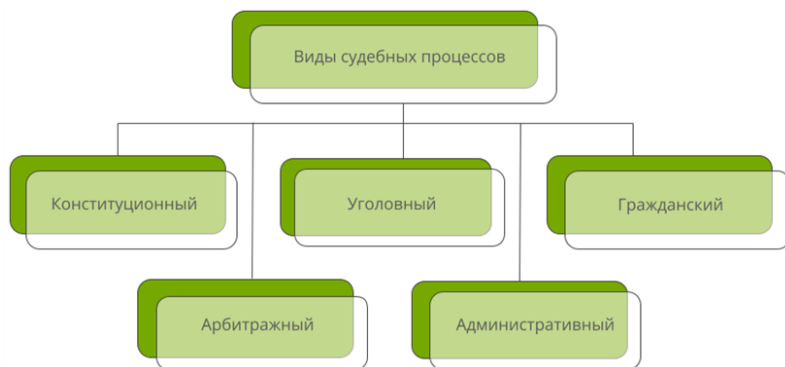 Виды судебных процессов
Конституционный
Уголовный
Гражданский
Арбитражный
Административный